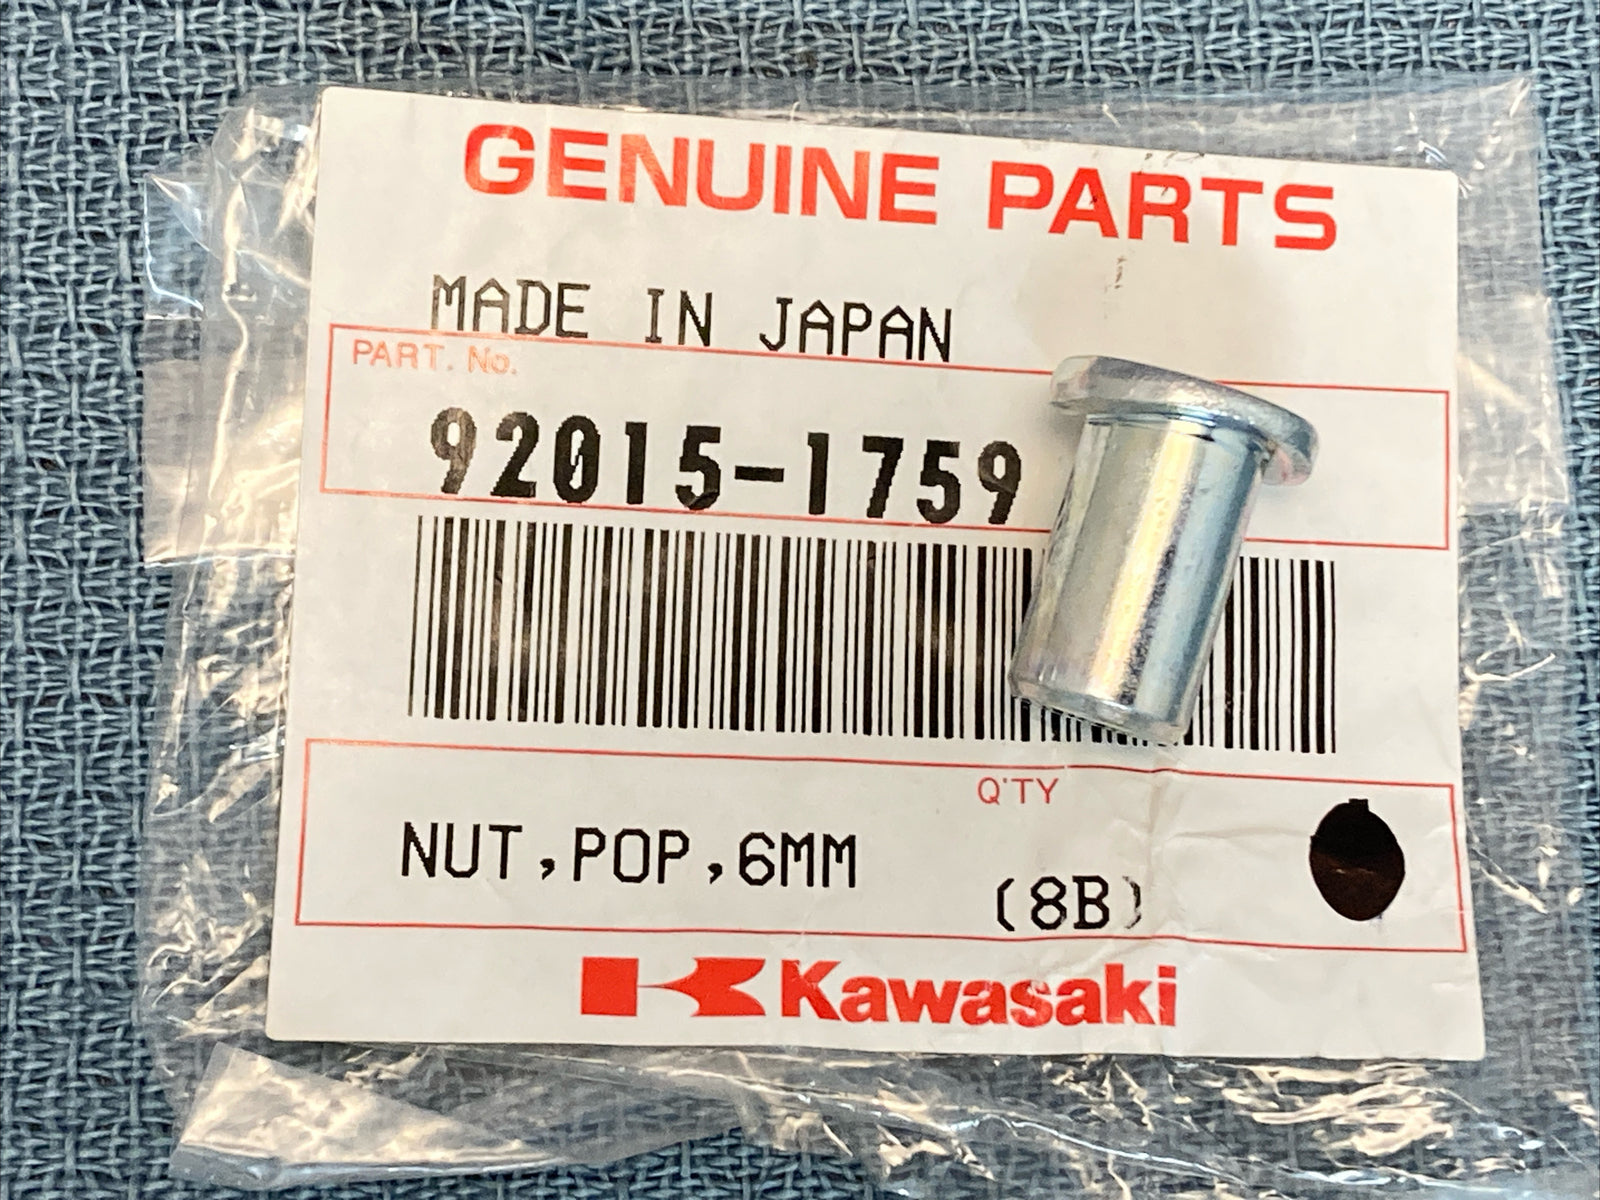 GENUINE PARTS
MADE IN JAPAN
PART. No.
92015-1759
Q'TY
NUT,POP,6MM
(8B)
Kawasaki